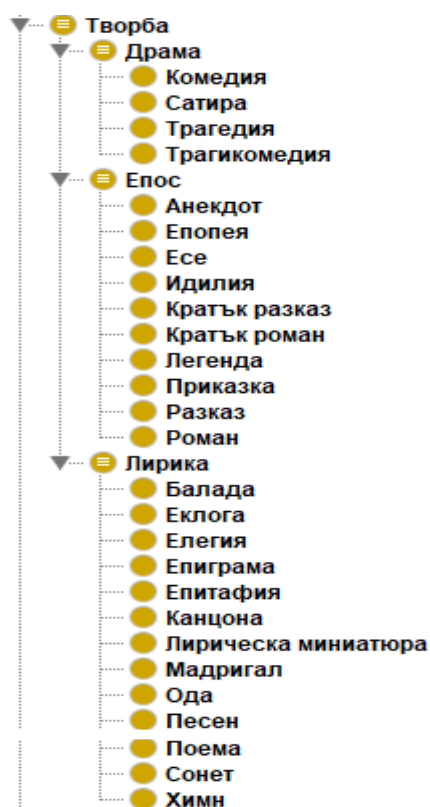 Творба
Драма
Комедия
Сатира
Трагедия
Трагикомедия
Епос
Анекдот
Епопея
Есе
Идилия
Кратък разказ
Кратък роман
Легенда
Приказка
Разказ
Роман
Лирика
Балада
Еклога
Елегия
Епиграма
Епитафия
Канцона
Лирическа миниатюра
Мадригал
Ода
Песен
Поема
Сонет
Химн